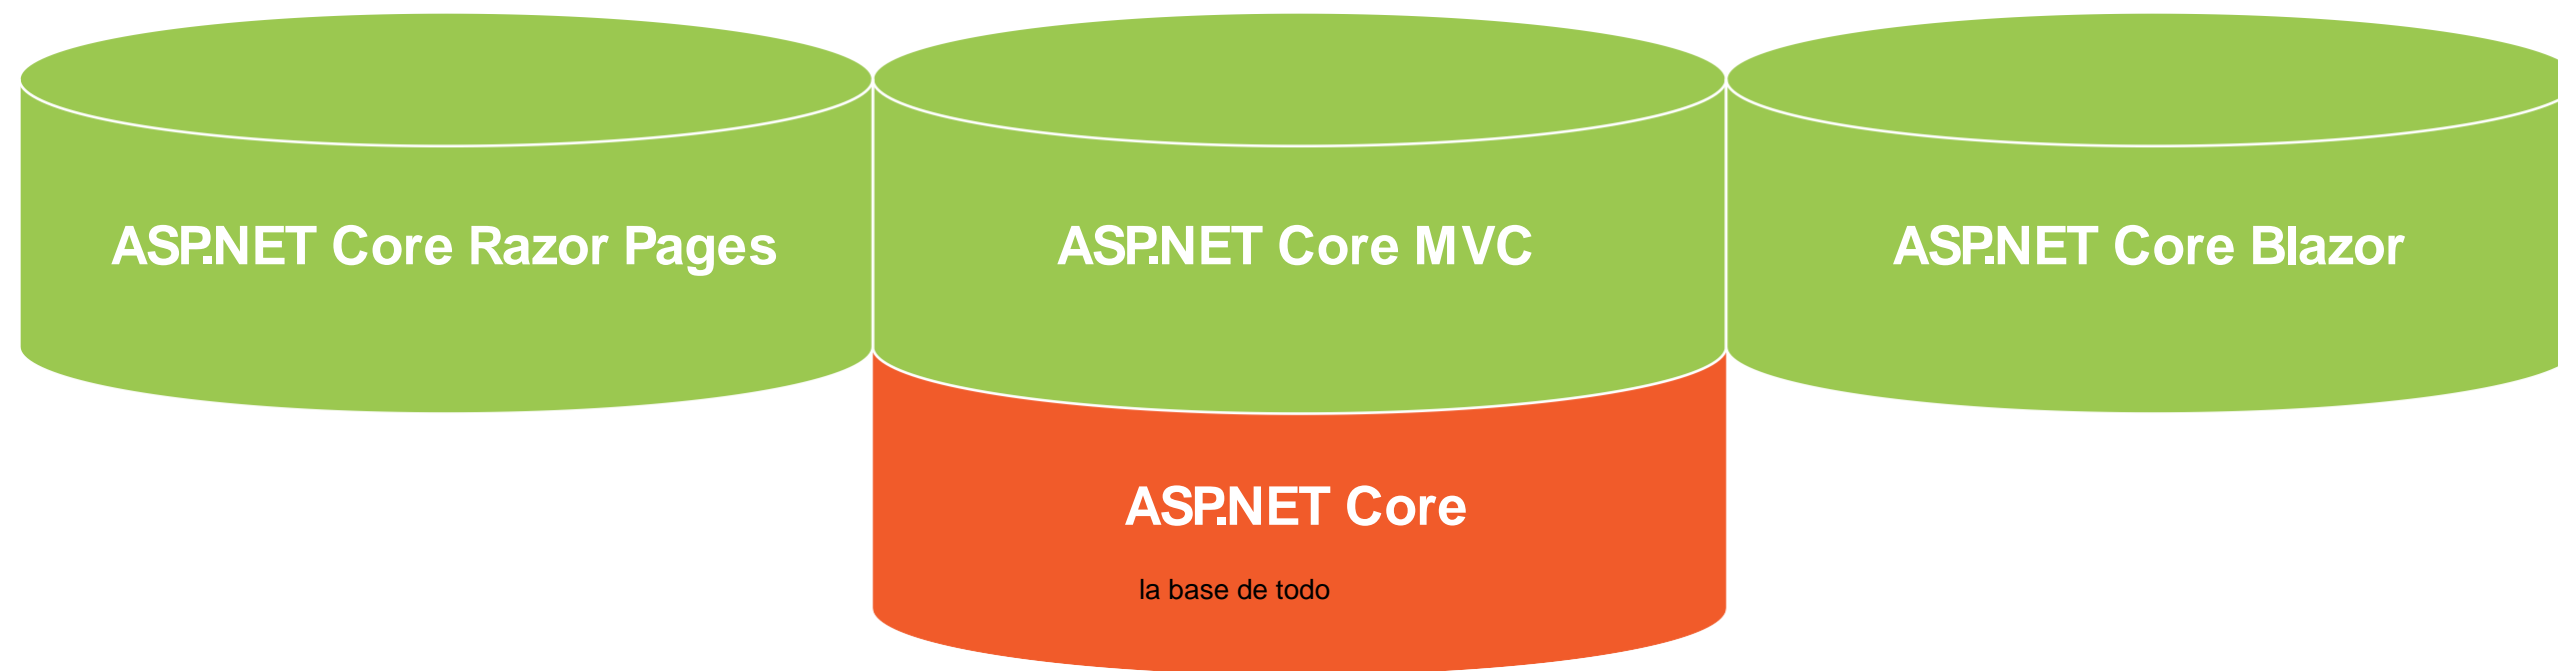 ASP.NET Core Razor Pages
ASP.NET Core MVC
ASP.NET Core Blazor
ASP.NET Core
la base de todo